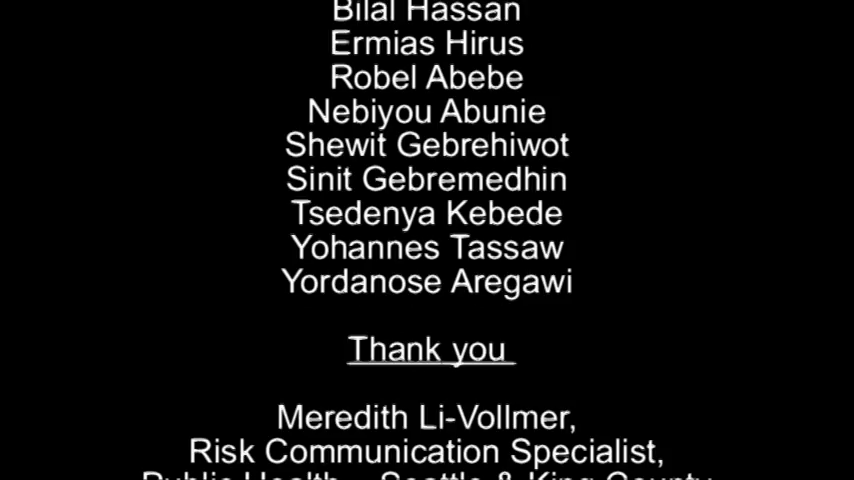 Bilal Hassan
Ermias Hirus
Robel Abebe
Nebiyou Abunie
Shewit Gebrehiwot
Sinit Gebremedhin
Tsedenya Kebede
Yohannes Tassaw
Yordanose Aregawi
Thank you
Meredith Li-Vollmer,
Risk Communication Specialist,
Public Health - Seattle & King County